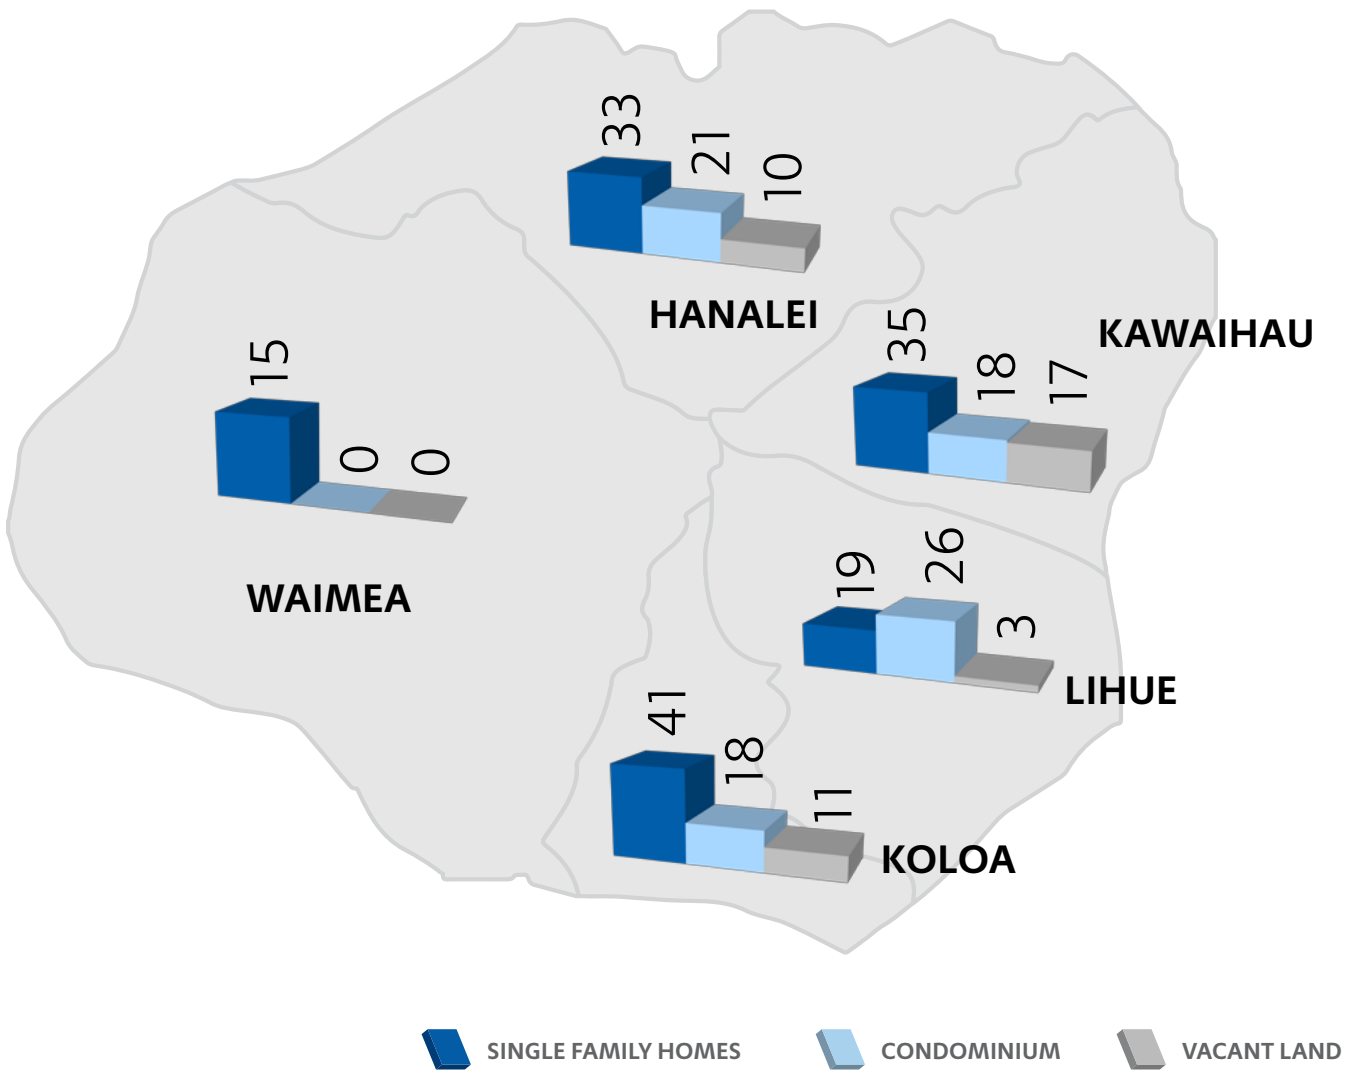 33
21
10
HANALEI
35
18
17
KAWAIHAU
15
0
0
WAIMEA
19
26
3
LIHUE
41
18
11
KOLOA
SINGLE FAMILY HOMES
CONDOMINIUM
VACANT LAND